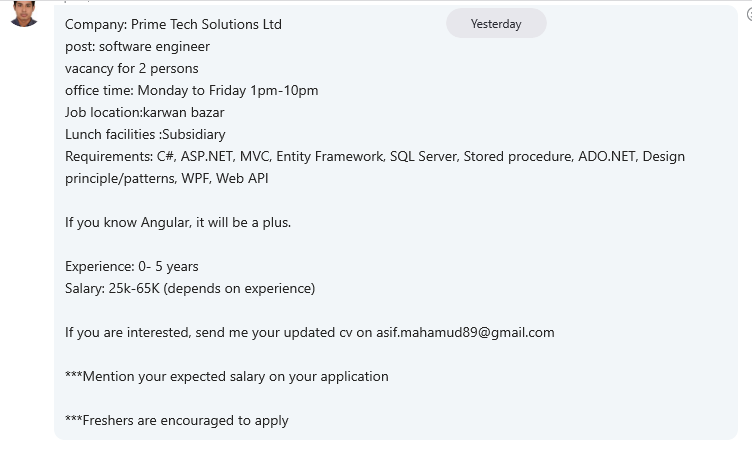 Yesterday
Company: Prime Tech Solutions Ltd
post: software engineer
vacancy for 2 persons
office time: Monday to Friday 1pm-10pm
Job location:karwan bazar
Lunch facilities :Subsidiary
Requirements: C#, ASP.NET, MVC, Entity Framework, SQL Server, Stored procedure, ADO.NET, Design
principle/patterns, WPF, Web API
If you know Angular, it will be a plus.
Experience: 0- 5 years
Salary: 25k-65K (depends on experience)
If you are interested, send me your updated cv on asif.mahamud89@gmail.com
***Mention your expected salary on your application
***Freshers are encouraged to apply